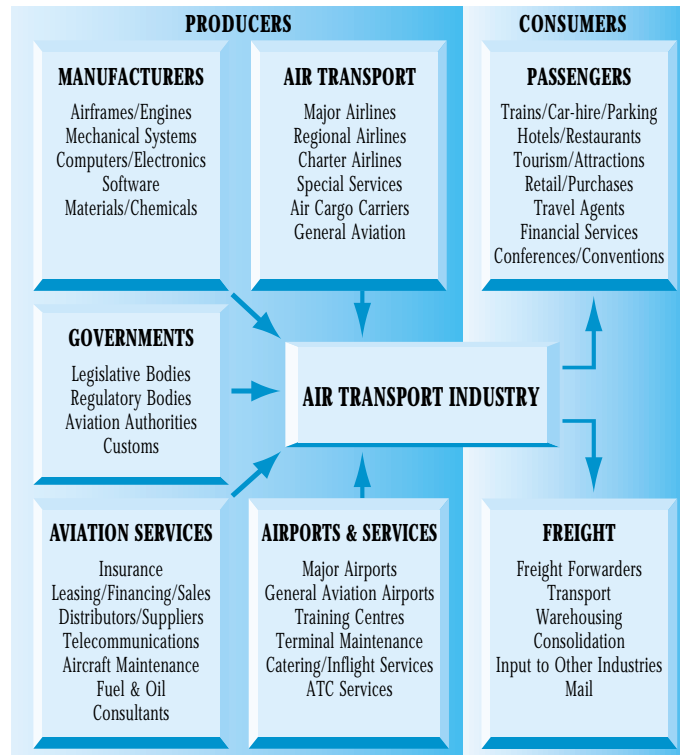 PRODUCERS
CONSUMERS
MANUFACTURERS
Airframes/Engines
Mechanical Systems
Computers/Electronics
Software
Materials/Chemicals
AIR TRANSPORT
Major Airlines
Regional Airlines
Charter Airlines
Special Services
Air Cargo Carriers
General Aviation
PASSENGERS
Trains/Car-hire/Parking
Hotels/Restaurants
Tourism/Attractions
Retail/Purchases
Travel Agents
Financial Services
Conferences/Conventions
GOVERNMENTS
Legislative Bodies
Regulatory Bodies
Aviation Authorities
Customs
AIR TRANSPORT INDUSTRY
AVIATION SERVICES
Insurance
Leasing/Financing/Sales
Distributors/Suppliers
Telecommunications
Aircraft Maintenance
Fuel & Oil
Consultants
AIRPORTS & SERVICES
Major Airports
General Aviation Airports
Training Centres
Terminal Maintenance
Catering/Inflight Services
ATC Services
FREIGHT
Freight Forwarders
Transport
Warehousing
Consolidation
Input to Other Industries
Mail